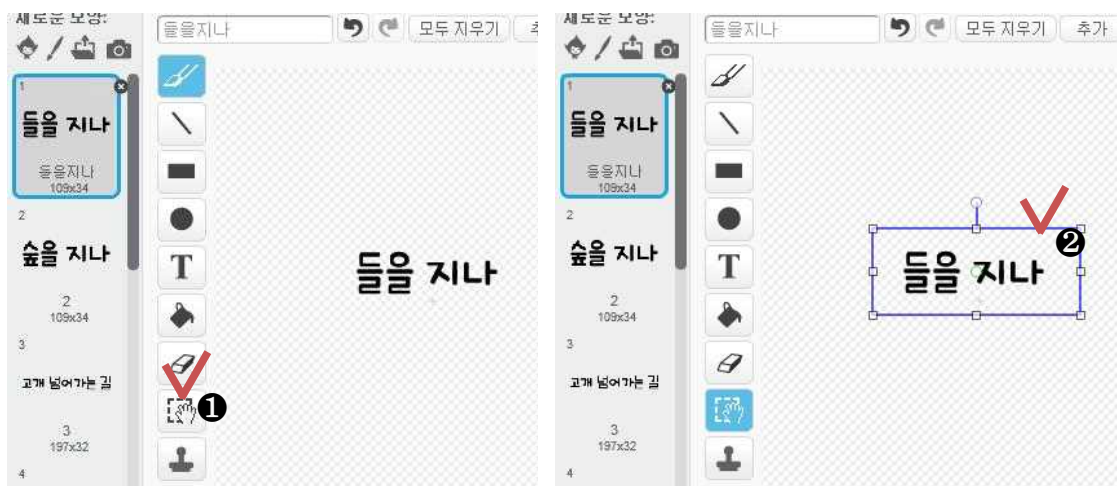 새로운 모양:
들을지나
모두 지우기
추
1
들을 지나
들을지나
109x34
2
숲을 지나
2
109x34
3
고개 넘어가는 길
3
197x32
4
T
들을 지나
❶
새로운 모양:
들을지나
모두 지우기
추가
1
들을 지나
들을지나
109x34
2
숲을 지나
2
109x34
3
고개 넘어가는 길
3
197x32
4
T
들을 지나
❷